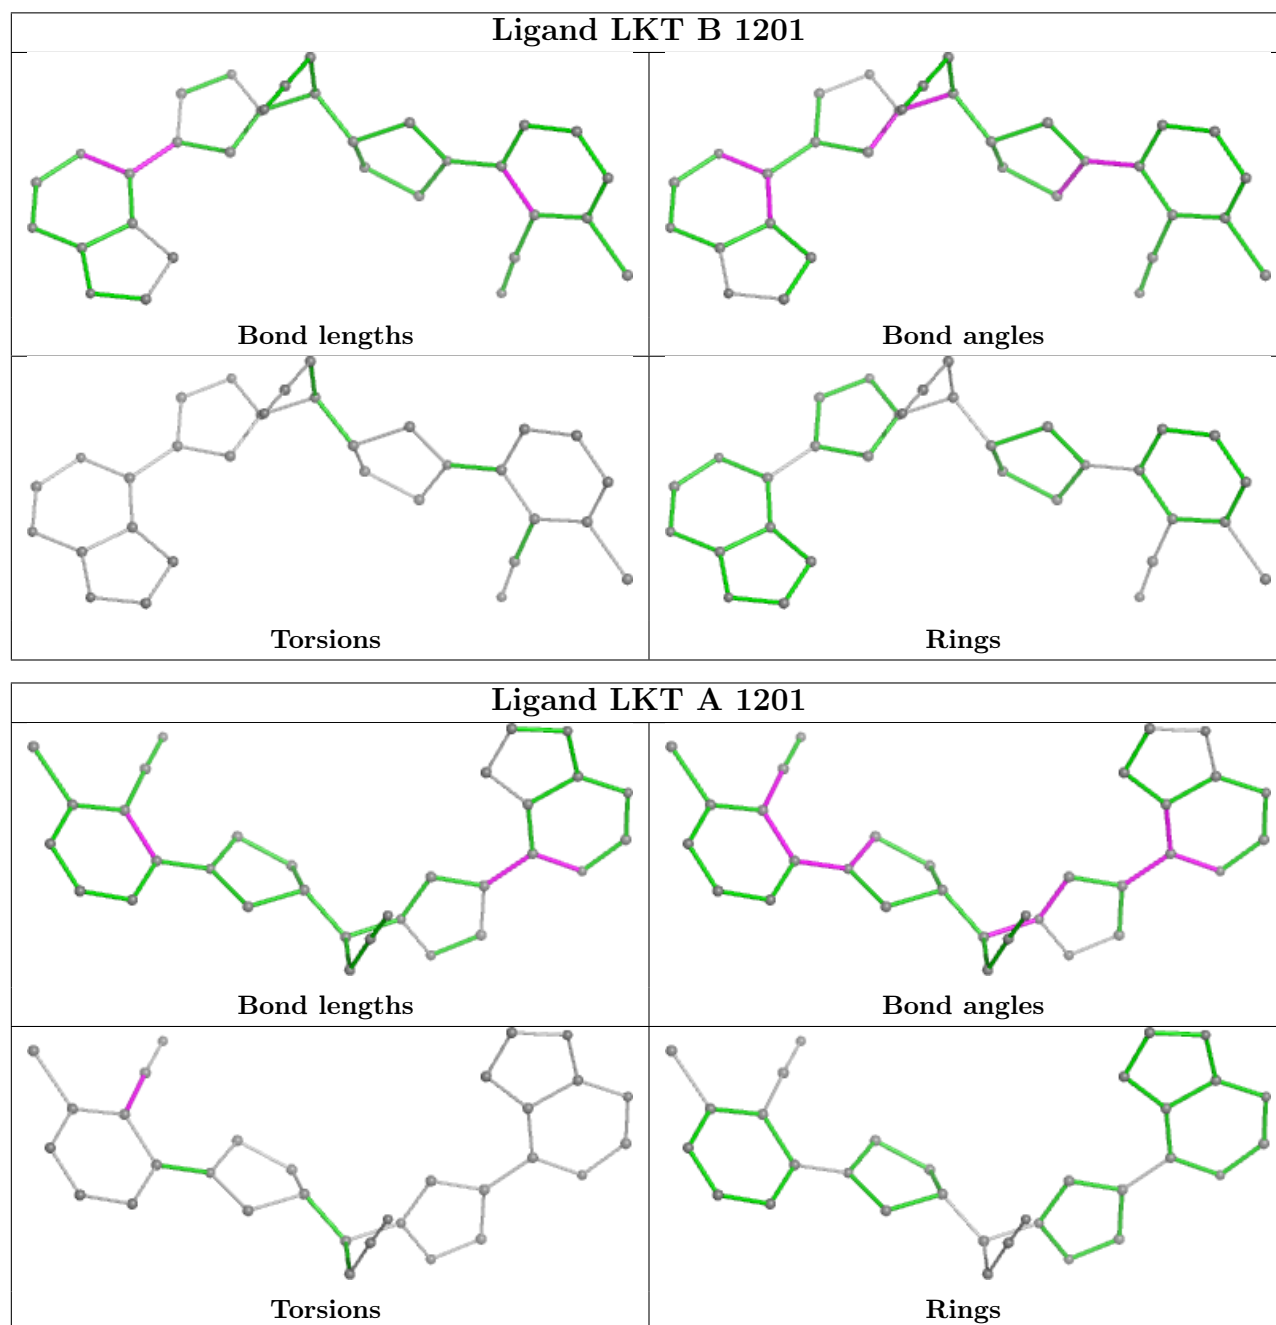 Ligand LKT B 1201
Bond lengths
Bond angles
Torsions
Rings
Ligand LKT A 1201
Bond lengths
Bond angles
Torsions
Rings